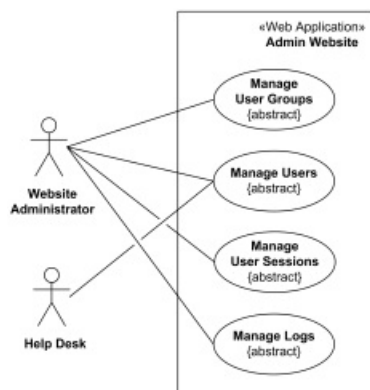 «Web Application»
Admin Website
Manage
User Groups
{abstract}
Website
Administrator
Manage Users
{abstract}
Manage
User Sessions
{abstract}
Help Desk
Manage Logs
{abstract}